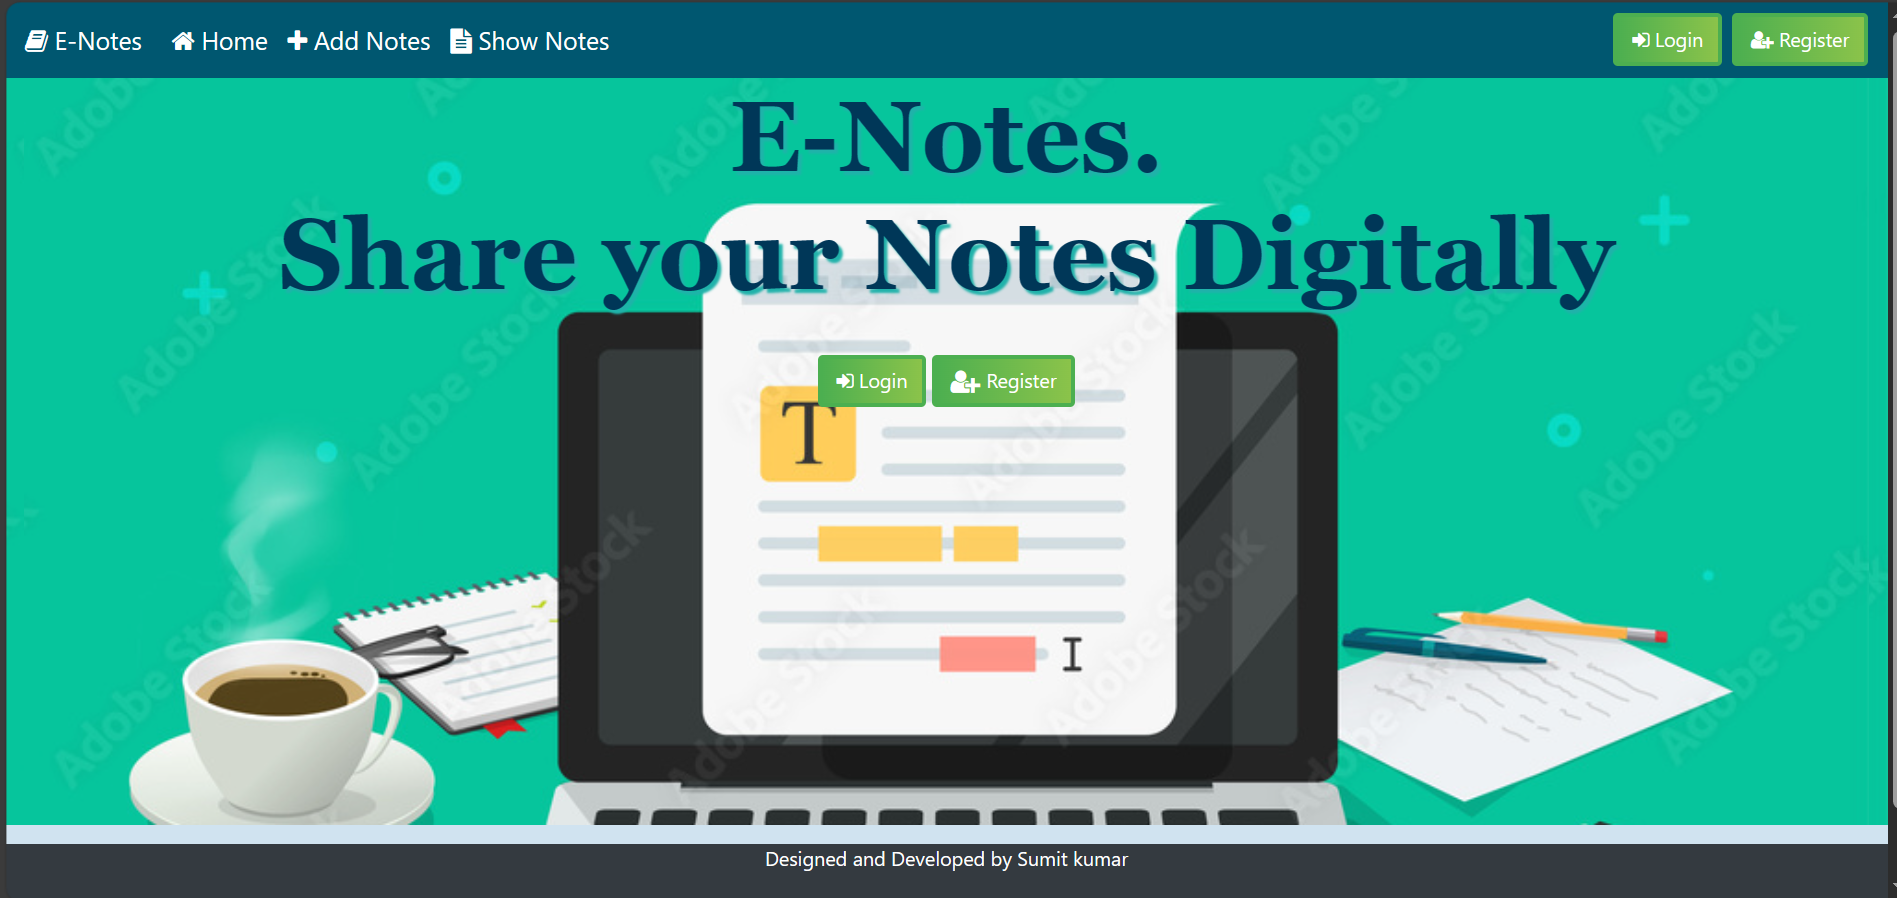 E-Notes Home Add Notes Show Notes Login Register
E-Notes.
Share your Notes Digitally
Login Register
T
Adobe Stock
Designed and Developed by Sumit kumar